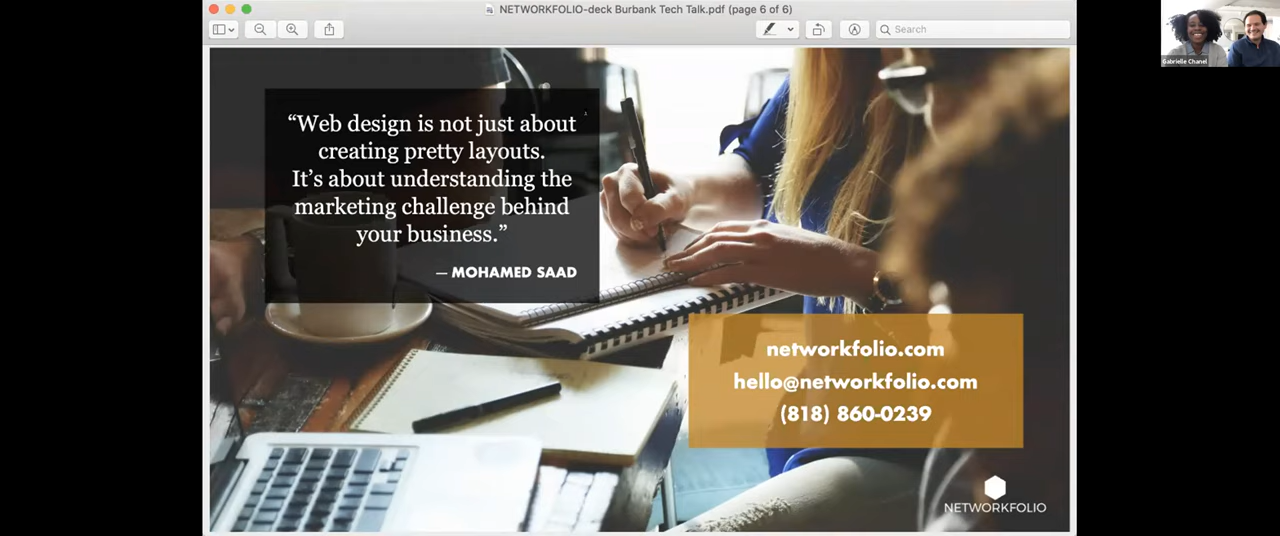 NETWORKFOLIO-deck Burbank Tech Talk.pdf (page 6 of 6)
Search
Gabrielle Chanel
“Web design is not just about
creating pretty layouts.
It’s about understanding the
marketing challenge behind
your business.”
— MOHAMED SAAD
networkfolio.com
hello@networkfolio.com
(818) 860-0239
NETWORKFOLIO